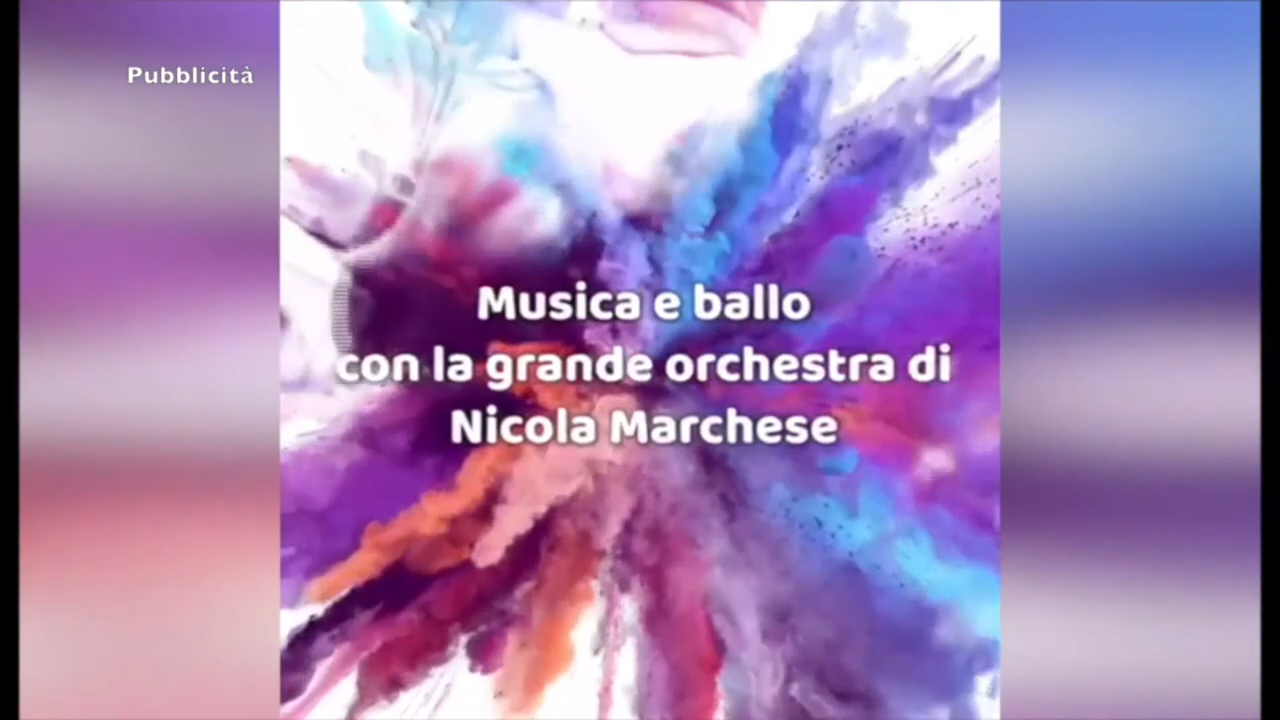 Pubblicità
Musica e ballo
con la grande orchestra di
Nicola Marchese